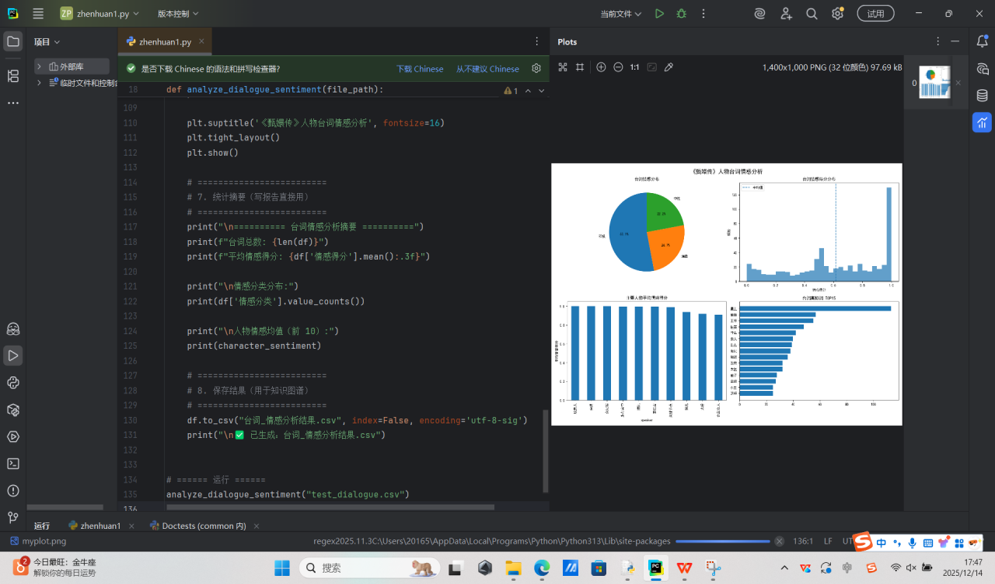 ZP zhenhuan1.py
版本控制
当前文件
试用
项目
zhenhuan1.py
Plots
外部库
临时文件和控制台
是否下载 Chinese 的语法和拼写检查器?
下载 Chinese
从不建议 Chinese
1:1
1,400x1,000 PNG (32 位颜色) 97.69 kB
18 def analyze_dialogue_sentiment(file_path):
1
109
110 plt.suptitle('《甄嬛传》人物台词情感分析', fontsize=16)
111 plt.tight_layout()
112 plt.show()
113
114 # =========================
115 # 7. 统计摘要（写报告直接用）
116 # =========================
117 print("\n========== 台词情感分析摘要 ==========")
118 print(f"台词总数: {len(df)}")
119 print(f"平均情感得分: {df['情感得分'].mean():.3f}")
120
121 print("\n情感分类分布:")
122 print(df['情感分类'].value_counts())
123
124 print("\n人物情感均值（前 10）:")
125 print(character_sentiment)
126
127 # =========================
128 # 8. 保存结果（用于知识图谱）
129 # =========================
130 df.to_csv("台词_情感分析结果.csv", index=False, encoding='utf-8-sig')
131 print("\n✅ 已生成: 台词_情感分析结果.csv")
132
133
134 # ====== 运行 ======
135 analyze_dialogue_sentiment("test_dialogue.csv")
136
0
《甄嬛传》人物台词情感分析
运行
zhenhuan1
Doctests (common 内)
myplot.png
regex2025.11.3C:\Users\20165\AppData\Local\Programs\Python\Python313\Lib\site-packages
136:1
LF
中
2
今日最旺：金牛座
解锁你的每日运势
搜索
17:47
2025/12/14